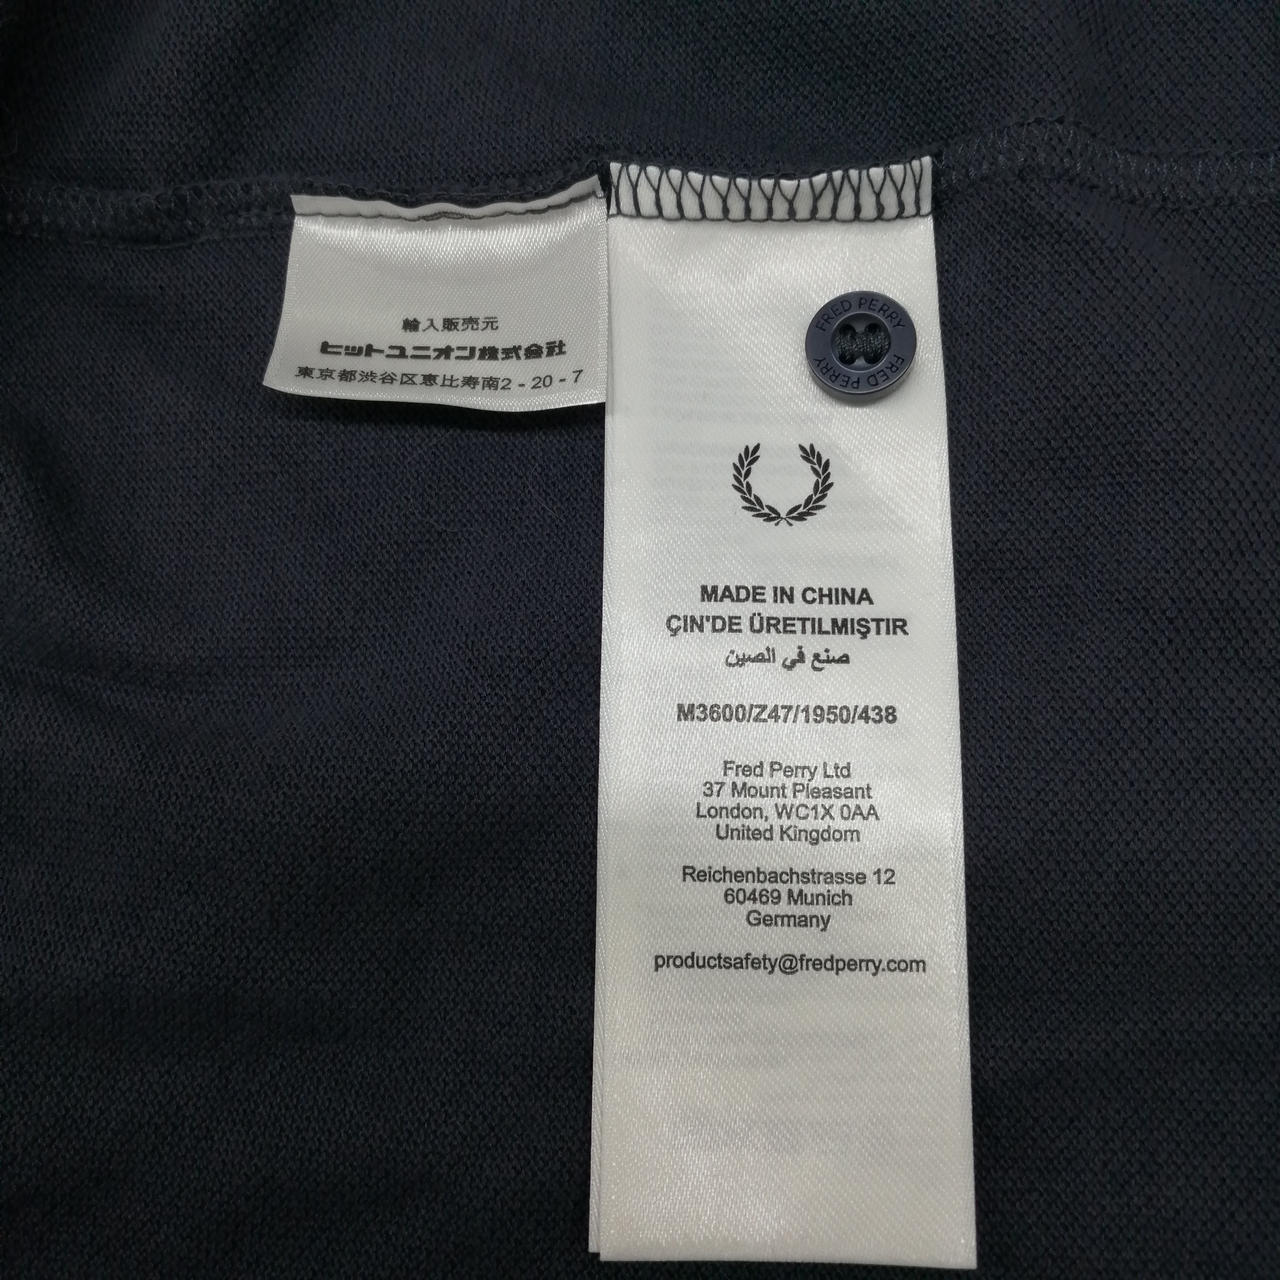 輸入販売元
ヒットユニオン株式会社
東京都渋谷区恵比寿南2-20-7
FRED PERRY
FRED PERRY
MADE IN CHINA
ÇIN'DE ÜRETILMIŞTIR
صنع في الصين
M3600/Z47/1950/438
Fred Perry Ltd
37 Mount Pleasant
London, WC1X 0AA
United Kingdom
Reichenbachstrasse 12
60469 Munich
Germany
productsafety@fredperry.com